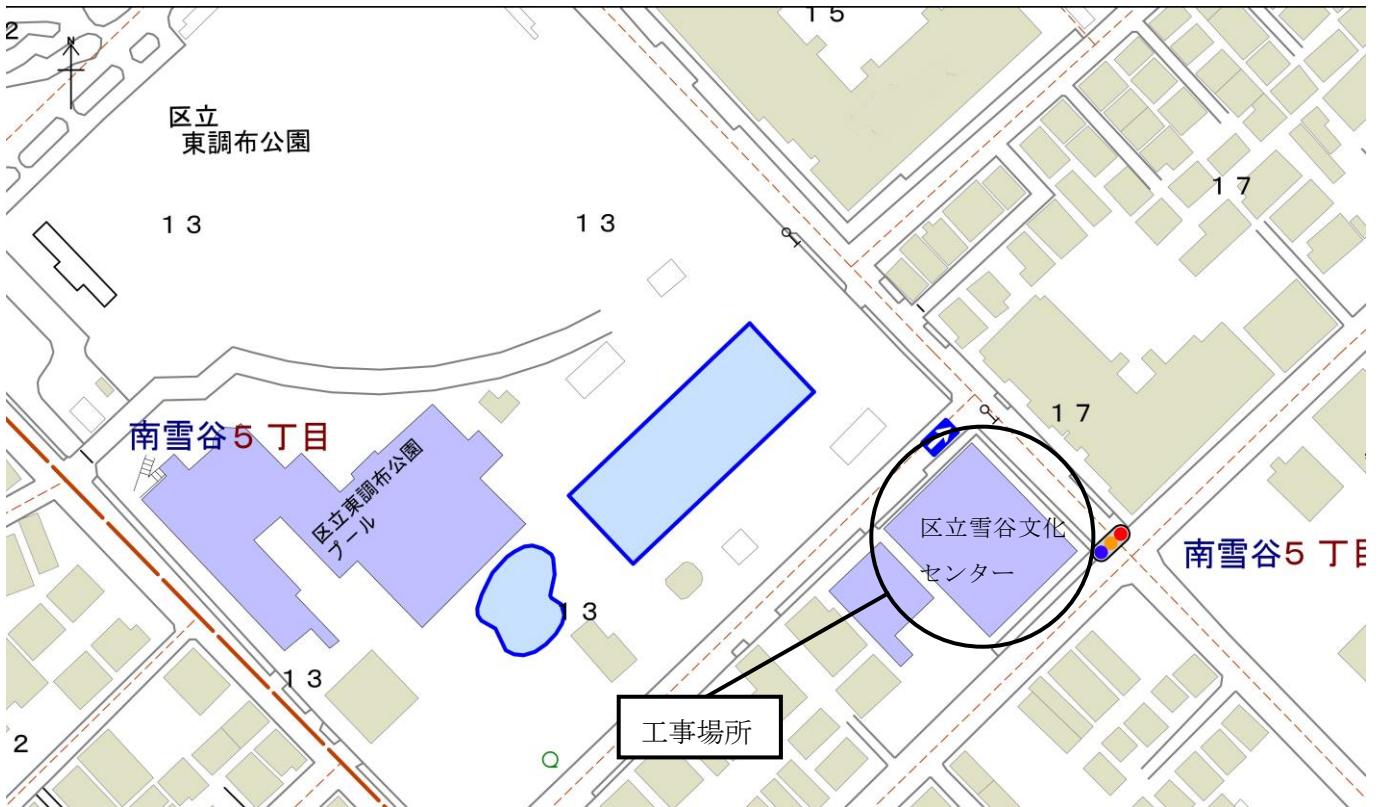 15
2
N
区立
東調布公園
13
13
17
17
南雪谷5丁目
区立東調布公園
プール
区立雪谷文化
センター
南雪谷5丁目
13
13
工事場所
2